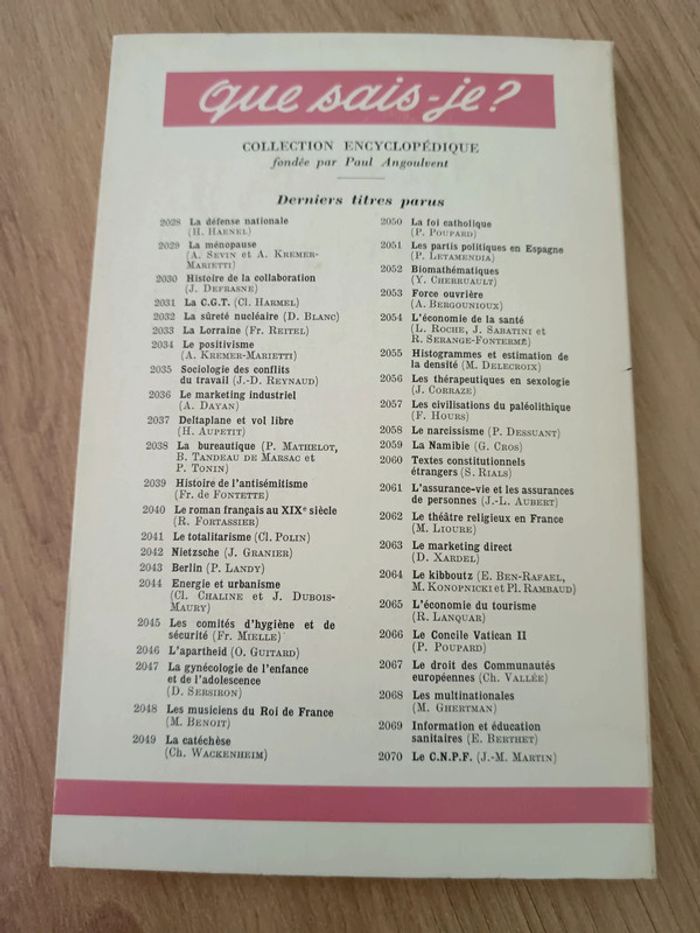 que sais-je?
COLLECTION ENCYCLOPÉDIQUE
fondée par Paul Angoulvent
Derniers titres parus
2028 La défense nationale
(H. HAENEL)
2029 La ménopause
(A. SEVIN et A. KREMER-
MARIETTI)
2030 Histoire de la collaboration
(J. DEFRASNE)
2031 La C.G.T. (Cl. HARMEL)
2032 La sûreté nucléaire (D. BLANC)
2033 La Lorraine (Fr. REITEL)
2034 Le positivisme
(A. KREMER-MARIETTI)
2035 Sociologie des conflits
du travail (J.-D. REYNAUD)
2036 Le marketing industriel
(A. DAYAN)
2037 Deltaplane et vol libre
(H. AUPETIT)
2038 La bureautique (P. MATHELOT,
B. TANDEAU DE MARSAC et
P. TONIN)
2039 Histoire de l'antisémitisme
(Fr. de FONTETTE)
2040 Le roman français au XIXe siècle
(R. FORTASSIER)
2041 Le totalitarisme (Cl. POLIN)
2042 Nietzsche (J. GRANIER)
2043 Berlin (P. LANDY)
2044 Energie et urbanisme
(Cl. CHALINE et J. DUBOIS-
MAURY)
2045 Les comités d'hygiène et de
sécurité (Fr. MIELLE)
2046 L'apartheid (O. GUITARD)
2047 La gynécologie de l'enfance
et de l'adolescence
(D. SERSIRON)
2048 Les musiciens du Roi de France
(M. BENOIT)
2049 La catéchèse
(Ch. WACKENHEIM)
2050 La foi catholique
(P. POUPARD)
2051 Les partis politiques en Espagne
(P. LETAMENDIA)
2052 Biomathématiques
(Y. CHERRUAULT)
2053 Force ouvrière
(A. BERGOUNIOUX)
2054 L'économie de la santé
(L. ROCHE, J. SABATINI et
R. SERANGE-FONTERME)
2055 Histogrammes et estimation de
la densité (M. DELECROIX)
2056 Les thérapeutiques en sexologie
(J. CORRAZE)
2057 Les civilisations du paléolithique
(F. HOURS)
2058 Le narcissisme (P. DESSUANT)
2059 La Namibie (G. CROS)
2060 Textes constitutionnels
étrangers (S. RIALS)
2061 L'assurance-vie et les assurances
de personnes (J.-L. AUBERT)
2062 Le théâtre religieux en France
(M. LIOURE)
2063 Le marketing direct
(D. XARDEL)
2064 Le kibboutz (E. BEN-RAFAEL,
M. KONOPNICKI et Pl. RAMBAUD)
2065 L'économie du tourisme
(R. LANQUAR)
2066 Le Concile Vatican II
(P. POUPARD)
2067 Le droit des Communautés
européennes (Ch. VALLÉE)
2068 Les multinationales
(M. GHERTMAN)
2069 Information et éducation
sanitaires (E. BERTHET)
2070 Le C.N.P.F. (J.-M. MARTIN)